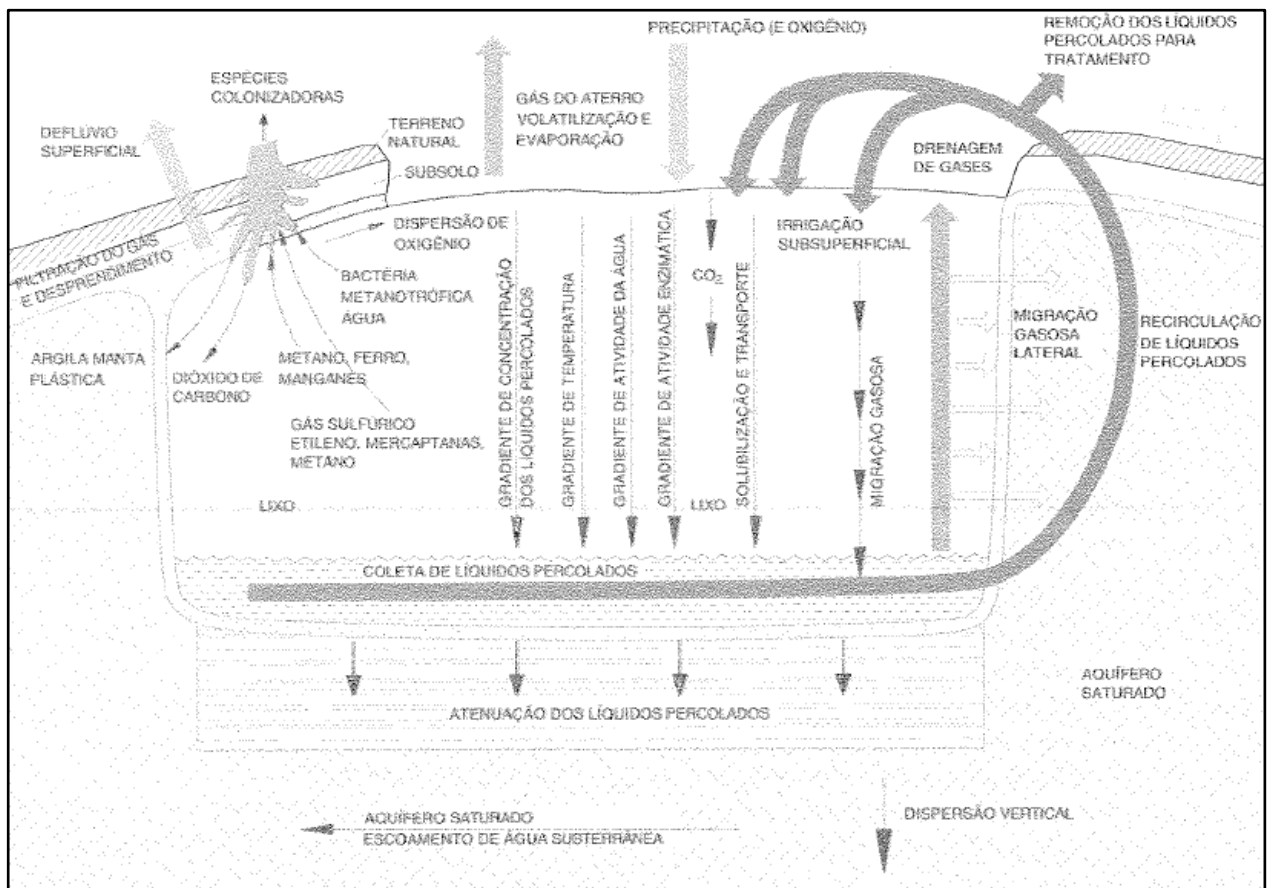 PRECIPITAÇÃO (E OXIGÊNIO)
REMOÇÃO DOS LÍQUIDOS
PERCOLADOS PARA
TRATAMENTO
ESPÉCIES
COLONIZADORAS
GÁS DO ATERRO
VOLATILIZAÇÃO E
EVAPORAÇÃO
DEFLÚVIO
SUPERFICIAL
TERRENO
NATURAL
SUBSOLO
DRENAGEM
DE GASES
DISPERSÃO DE
OXIGÊNIO
IRRIGAÇÃO
SUBSUPERFICIAL
FILTRAÇÃO DO GÁS
E DESPRENDIMENTO
BACTÉRIA
METANOTRÓFICA
ÁGUA
CO₂
ARGILA MANTA
PLÁSTICA
DIÓXIDO DE
CARBONO
METANO, FERRO,
MANGANÊS
GÁS SULFÚRICO
ETILENO, MERCAPTANAS,
METANO
GRADIENTE DE CONCENTRAÇÃO
DOS LÍQUIDOS PERCOLADOS
GRADIENTE DE TEMPERATURA
GRADIENTE DE ATIVIDADE DA ÁGUA
GRADIENTE DE ATIVIDADE ENZIMÁTICA
SOLUBILIZAÇÃO E TRANSPORTE
MIGRAÇÃO GASOSA
MIGRAÇÃO
GASOSA
LATERAL
RECIRCULAÇÃO
DE LÍQUIDOS
PERCOLADOS
LIXO
LIXO
COLETA DE LÍQUIDOS PERCOLADOS
ATENUAÇÃO DOS LÍQUIDOS PERCOLADOS
AQUÍFERO
SATURADO
AQUÍFERO SATURADO
ESCOAMENTO DE ÁGUA SUBTERRÂNEA
DISPERSÃO VERTICAL